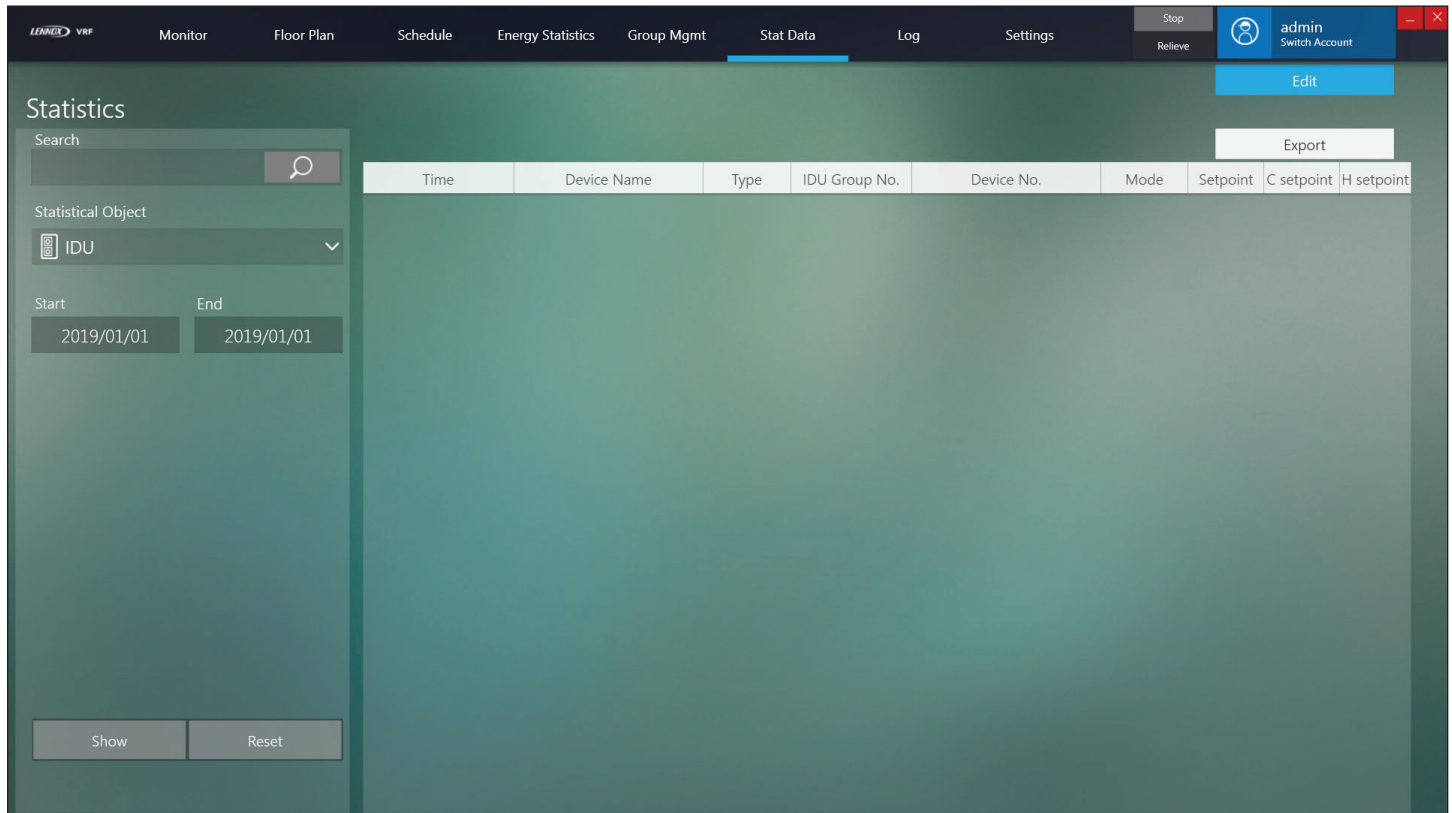 LENNOX VRF Monitor Floor Plan Schedule Energy Statistics Group Mgmt Stat Data Log Settings
Stop
Relieve
admin
Switch Account
Edit
Statistics
Search
Export
Time Device Name Type IDU Group No. Device No. Mode Setpoint C setpoint H setpoint
Statistical Object
IDU
Start End
2019/01/01 2019/01/01
Show Reset